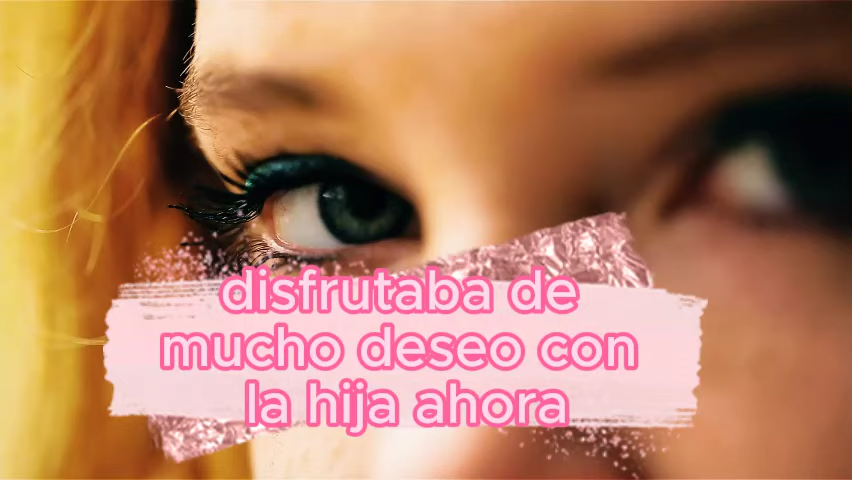 disfrutaba de
mucho deseo con
la hija ahora